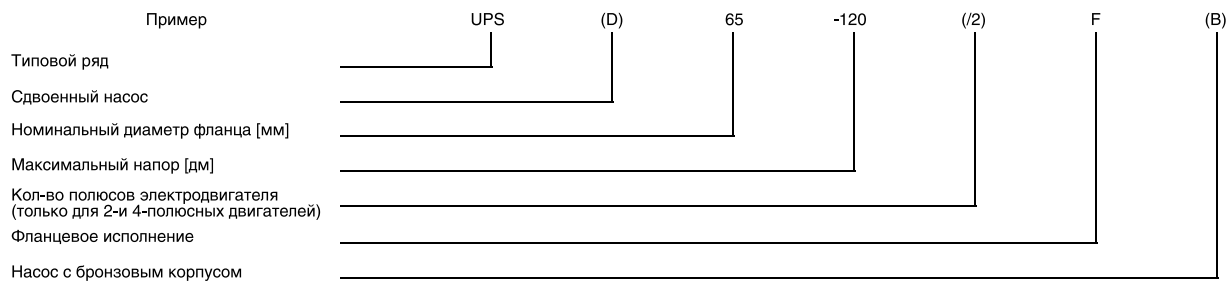 Пример UPS (D) 65 -120 (/2) F (B)
Типовой ряд
Сдвоенный насос
Номинальный диаметр фланца [мм]
Максимальный напор [дм]
Кол-во полюсов электродвигателя
(только для 2-и 4-полюсных двигателей)
Фланцевое исполнение
Насос с бронзовым корпусом